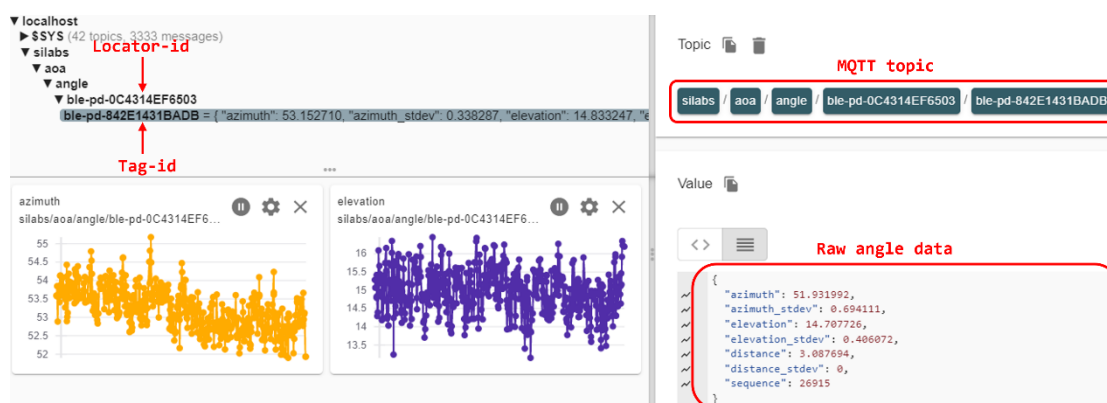 localhost
$SYS (42 topics, 3333 messages)
Locator-id
silabs
aoa
angle
ble-pd-0C4314EF6503
ble-pd-842E1431BADB = { "azimuth": 53.152710, "azimuth_stdev": 0.338287, "elevation": 14.833247, "e
Tag-id
azimuth
silabs/aoa/angle/ble-pd-0C4314EF6...
55
54.5
54
53.5
53
52.5
52
elevation
silabs/aoa/angle/ble-pd-0C4314EF6...
16
15.5
15
14.5
14
13.5
Topic
MQTT topic
silabs / aoa / angle / ble-pd-0C4314EF6503 / ble-pd-842E1431BADB
Value
<>
Raw angle data
{
"azimuth": 51.931992,
"azimuth_stdev": 0.694111,
"elevation": 14.707726,
"elevation_stdev": 0.406072,
"distance": 3.087694,
"distance_stdev": 0,
"sequence": 26915
}